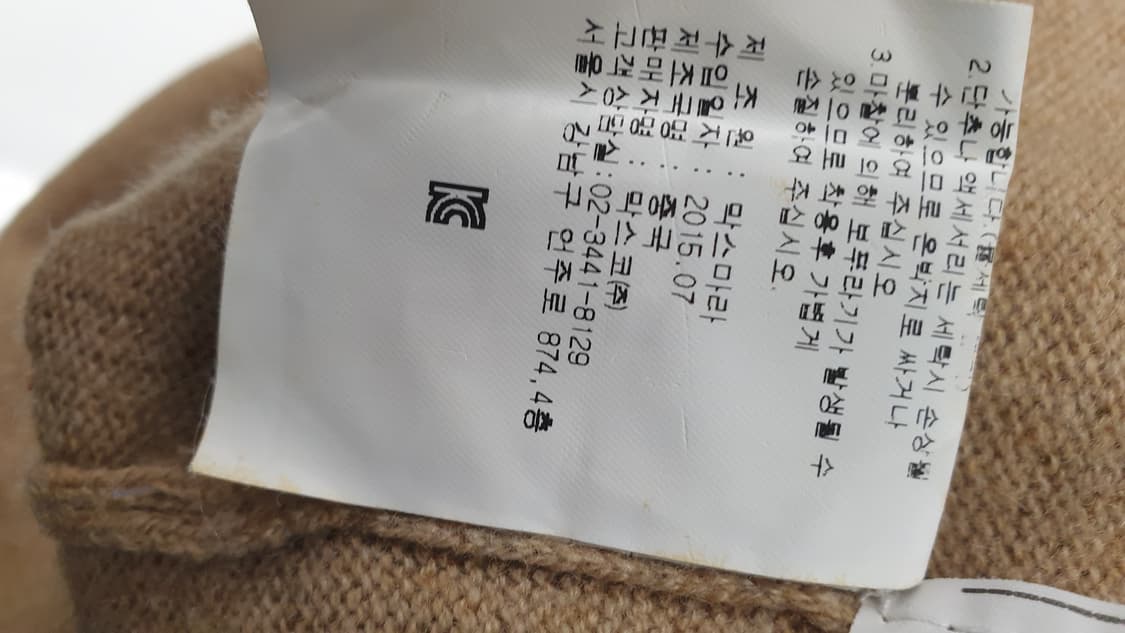 가능합니다.(물세탁
2.단추나 액세서리는 세탁시 손상될
수 있으므로 은박지로 싸거나
분리하여 주십시오
3.마찰에 의해 보푸라기가 발생될 수
있으므로 착용후 가볍게
손질하여 주십시오.
제 조 원 : 막스마라
수입일자 : 2015.07
제조국명 : 중국
판매자명 : 막스코(주)
고객상담실:02-3441-8129
서울시 강남구 언주로 874,4층
KC